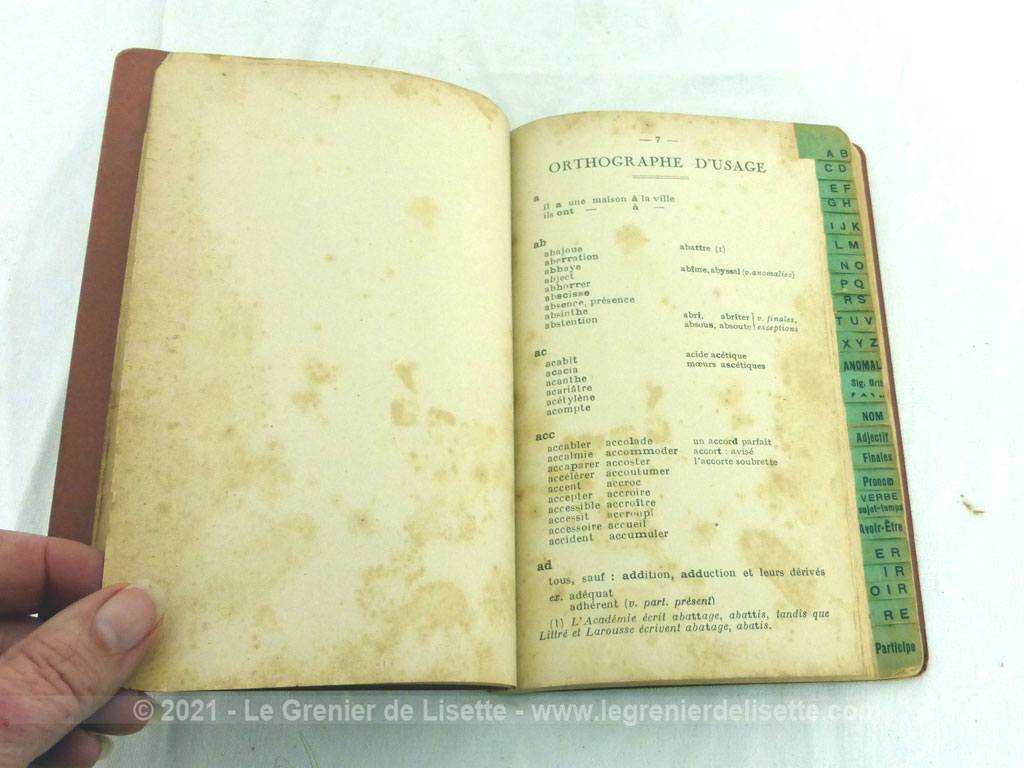 — 7 —
ORTHOGRAPHE D'USAGE
a
il a une maison à la ville
ils ont — à —
ab
abajoue abattre (1)
aberration
abbaye abîme, abyssal (v. anomalies)
abject
abhorrer
abscisse
absence, présence
absinthe abri, abriter } v. finales,
abstention absous, absoute } exceptions
ac
acabit acide acétique
acacia mœurs ascétiques
acanthe
acariâtre
acétylène
acompte
acc
accabler accolade un accord parfait
accalmie accommoder accort : avisé
accaparer accoster l'accorte soubrette
accélérer accoutumer
accent accroc
accepter accroire
accessible accroître
accessit accroupi
accessoire accueil
accident accumuler
ad
tous, sauf : addition, adduction et leurs dérivés
ex. adéquat
adhérent (v. part. présent)
(1) L'Académie écrit abattage, abattis, tandis que
Littré et Larousse écrivent abatage, abatis.
A B
C D
E F
G H
I J K
L M
N O
P Q
R S
T U V
X Y Z
ANOMAL
Sig. Orth
NOM
Adjectif
Finales
Pronom
VERBE
sujet-temps
Avoir-Être
ER
IR
OIR
RE
Participe
© 2021 - Le Grenier de Lisette - www.legrenierdelisette.com